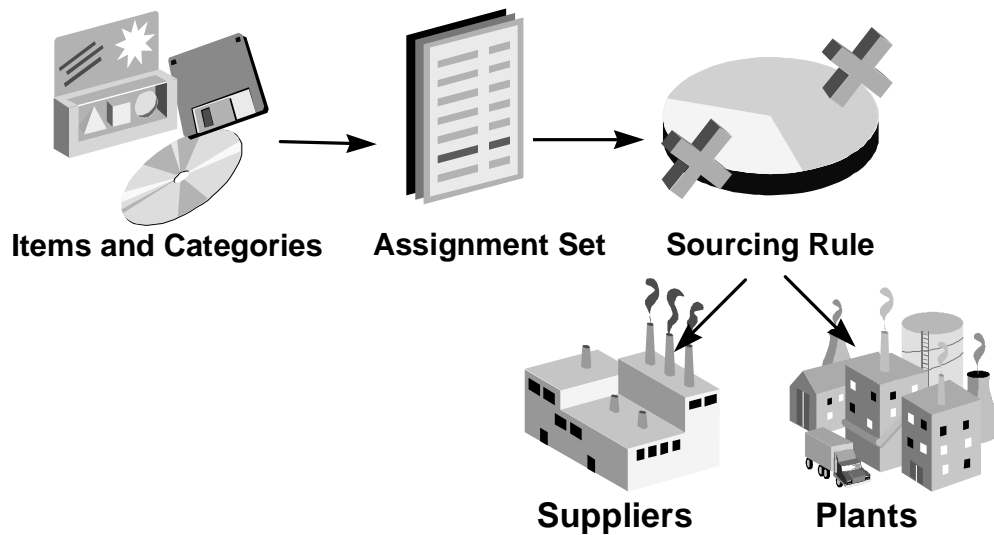 Items and Categories
Assignment Set
Sourcing Rule
Suppliers
Plants